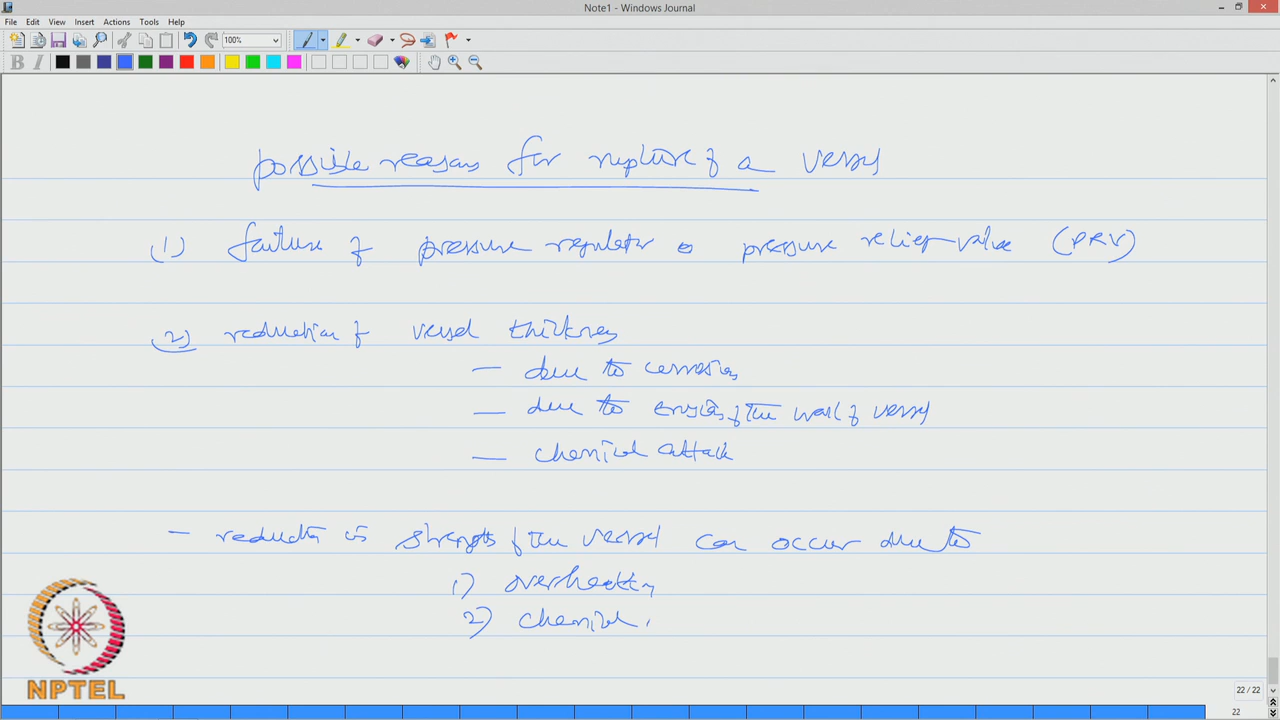 Note1 - Windows Journal
File Edit View Insert Actions Tools Help
100%
B I
possible reasons for rupture of a vessel
(1) failure of pressure regulator or pressure relief valve (PRV)
(2) reduction of vessel thickness
— due to corrosion
— due to erosion of the wall of vessel
— chemical attack
— reduction in strength of the vessel can occur due to
1) overheating
2) chemical
NPTEL
22 / 22
22